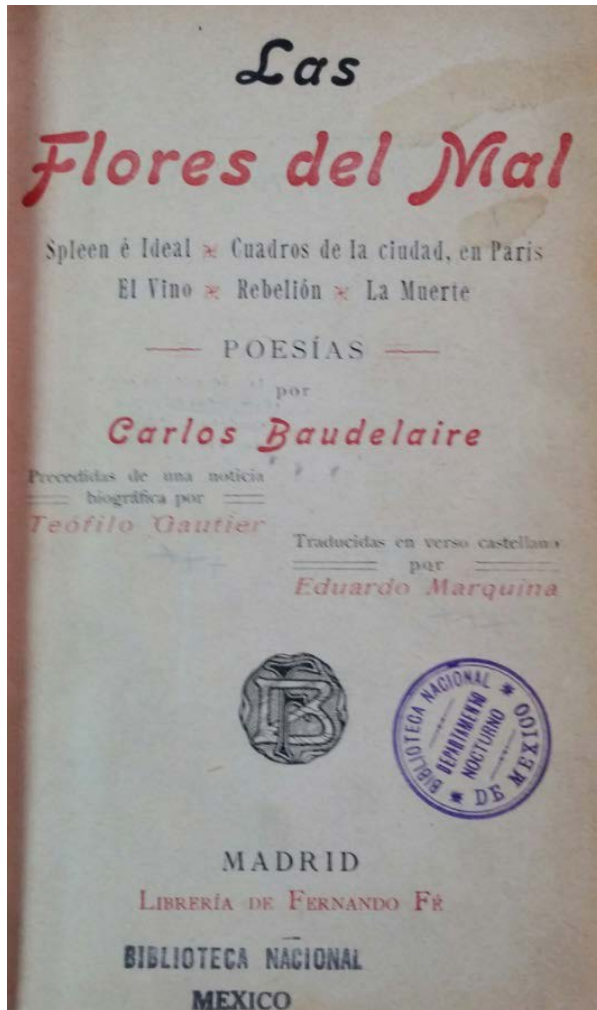 Las
Flores del Mal
Spleen é Ideal × Cuadros de la ciudad, en París
El Vino × Rebelión × La Muerte
POESÍAS
por
Carlos Baudelaire
Precedidas de una noticia
biográfica por
Teófilo Gautier
Traducidas en verso castellano
por
Eduardo Marquina
BIBLIOTECA NACIONAL
DE MEXICO
DEPARTAMENTO
NOCTURNO
MADRID
LIBRERÍA DE FERNANDO FÉ
BIBLIOTECA NACIONAL
MEXICO